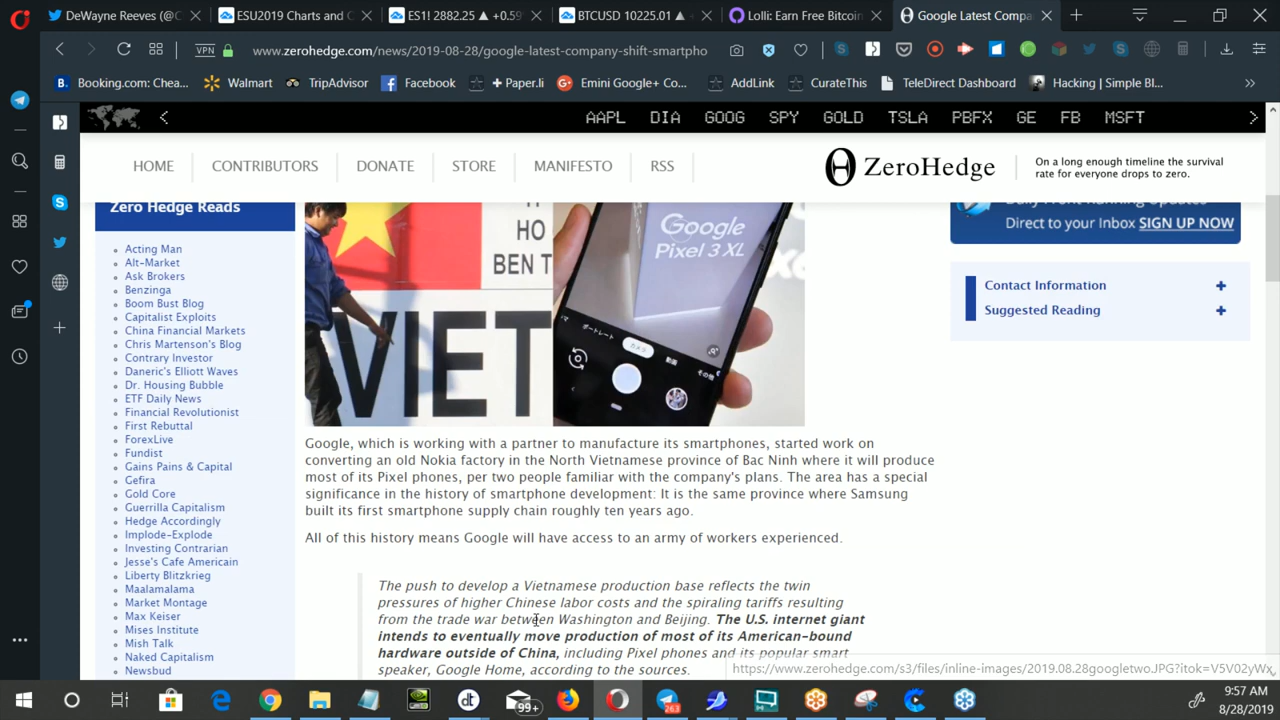 DeWayne Reeves (@C
ESU2019 Charts and C
ES1! 2885.25 ▲ +0.59
BTCUSD 10225.01 ▲
Lolli: Earn Free Bitcoin
Google Latest Compa
VPN
www.zerohedge.com/news/2019-08-28/google-latest-company-shift-smartpho
Booking.com: Chea...
Walmart
TripAdvisor
Facebook
+ Paper.li
Emini Google+ Co...
AddLink
CurateThis
TeleDirect Dashboard
Hacking | Simple Bl...
AAPL DIA GOOG SPY GOLD TSLA PBFX GE FB MSFT
HOME
CONTRIBUTORS
DONATE
STORE
MANIFESTO
RSS
ZeroHedge
On a long enough timeline the survival
rate for everyone drops to zero.
Zero Hedge Reads
Acting Man
Alt-Market
Ask Brokers
Benzinga
Boom Bust Blog
Capitalist Exploits
China Financial Markets
Chris Martenson's Blog
Contrary Investor
Daneric's Elliott Waves
Dr. Housing Bubble
ETF Daily News
Financial Revolutionist
First Rebuttal
ForexLive
Fundist
Gains Pains & Capital
Gefira
Gold Core
Guerrilla Capitalism
Hedge Accordingly
Implode-Explode
Investing Contrarian
Jesse's Cafe Americain
Liberty Blitzkrieg
Maalamalama
Market Montage
Max Keiser
Mises Institute
Mish Talk
Naked Capitalism
Newsbud
HO
BEN T
VIET
Google
Pixel 3 XL
ポートレート
カメラ
動画
その他
Google, which is working with a partner to manufacture its smartphones, started work on
converting an old Nokia factory in the North Vietnamese province of Bac Ninh where it will produce
most of its Pixel phones, per two people familiar with the company's plans. The area has a special
significance in the history of smartphone development: It is the same province where Samsung
built its first smartphone supply chain roughly ten years ago.
All of this history means Google will have access to an army of workers experienced.
The push to develop a Vietnamese production base reflects the twin
pressures of higher Chinese labor costs and the spiraling tariffs resulting
from the trade war between Washington and Beijing. The U.S. internet giant
intends to eventually move production of most of its American-bound
hardware outside of China, including Pixel phones and its popular smart
speaker, Google Home, according to the sources.
Direct to your Inbox SIGN UP NOW
Contact Information
Suggested Reading
https://www.zerohedge.com/s3/files/inline-images/2019.08.28googletwo.JPG?itok=V5V02yWx
dt
99+
263
9:57 AM
8/28/2019